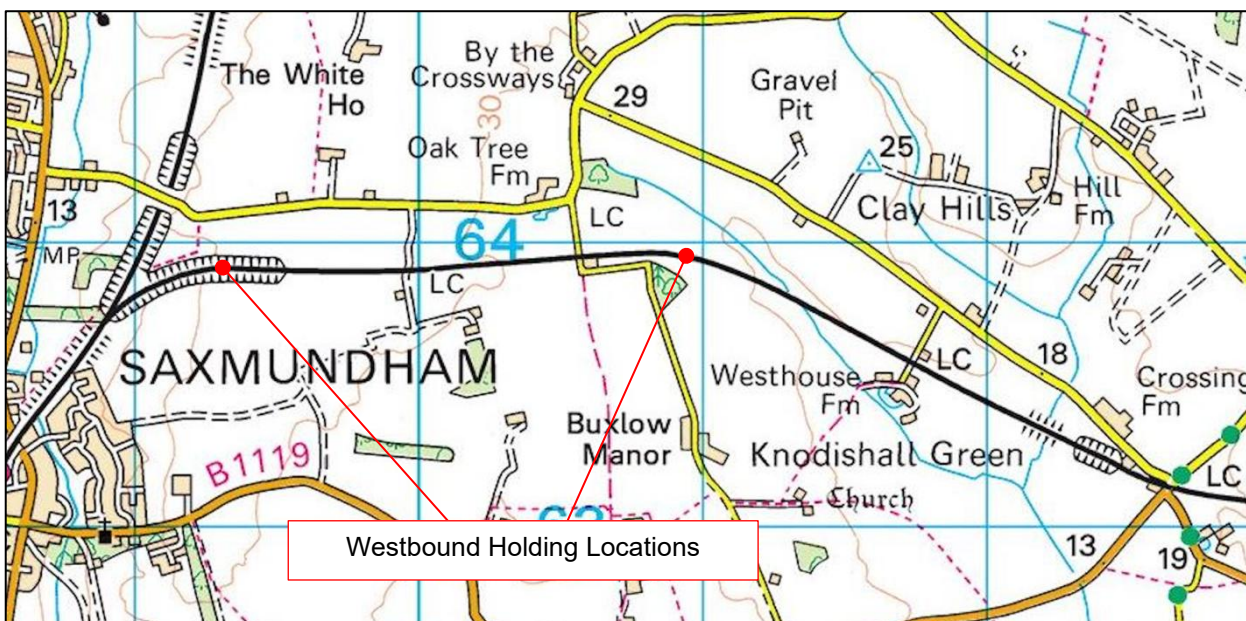 The White
Ho
By the
Crossways
29
30
Gravel
Pit
25
Oak Tree
Fm
Clay Hills
Hill
Fm
13
LC
64
MP
LC
SAXMUNDHAM
LC
18
Westhouse
Fm
Crossing
Fm
Buxlow
Manor
B1119
Knodishall Green
LC
Church
Westbound Holding Locations
13
19